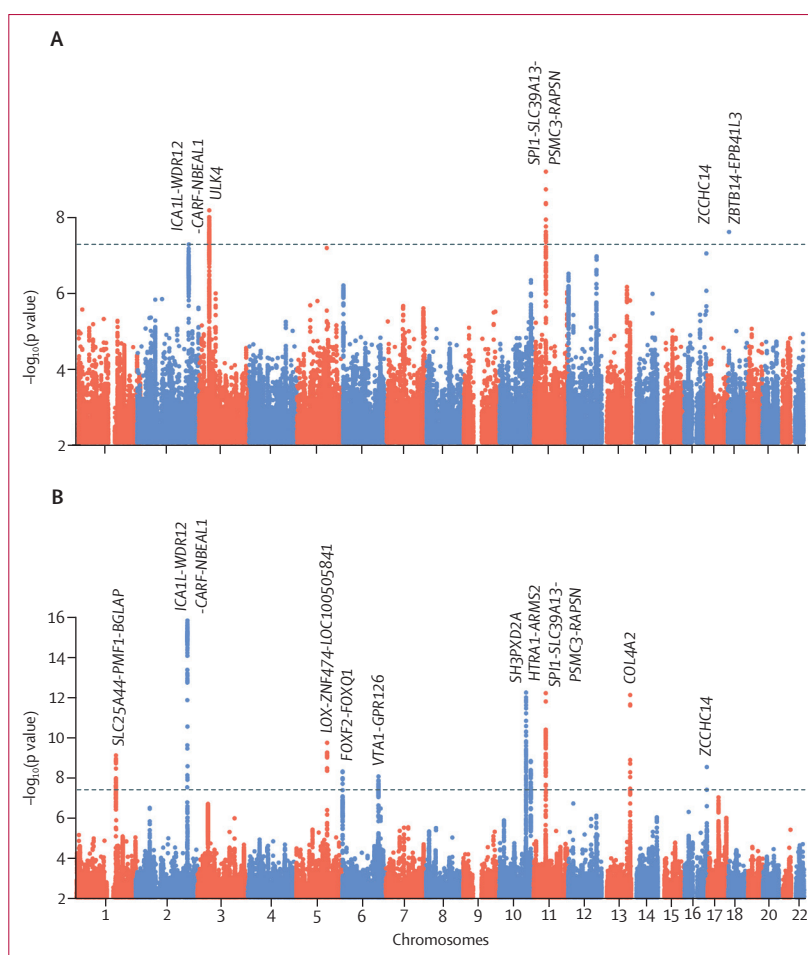 A
ICA1L-WDR12
-CARF-NBEAL1
ULK4
SPI1-SLC39A13-
PSMC3-RAPSN
ZCCHC14
ZBTB14-EPB41L3
8
6
4
2
–log10(p value)
B
SLC25A44-PMF1-BGLAP
ICA1L-WDR12
-CARF-NBEAL1
LOX-ZNF474-LOC100505841
FOXF2-FOXQ1
VTA1-GPR126
SH3PXD2A
HTRA1-ARMS2
SPI1-SLC39A13-
PSMC3-RAPSN
COL4A2
ZCCHC14
16
14
12
10
8
6
4
2
–log10(p value)
1 2 3 4 5 6 7 8 9 10 11 12 13 14 15 16 17 18 20 22
Chromosomes